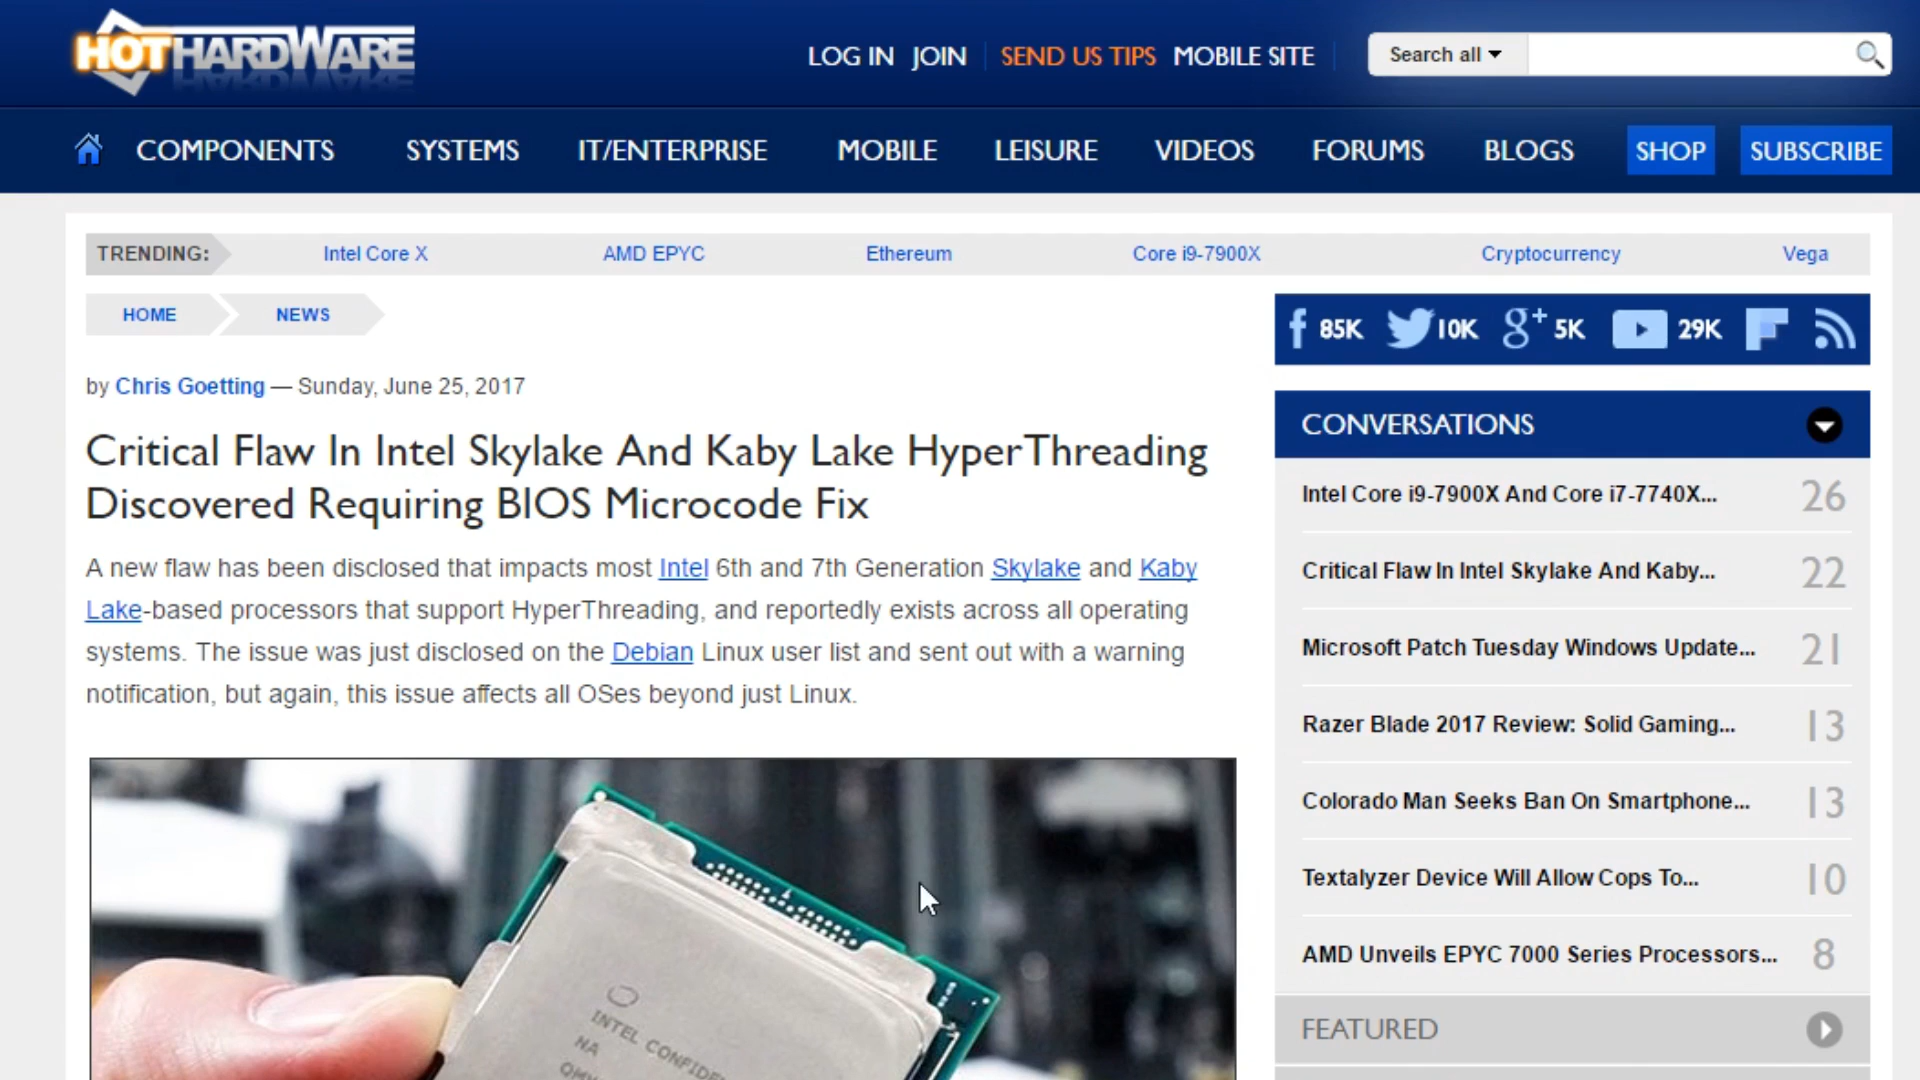 HOTHARDWARE
LOG IN JOIN SEND US TIPS MOBILE SITE Search all
COMPONENTS SYSTEMS IT/ENTERPRISE MOBILE LEISURE VIDEOS FORUMS BLOGS SHOP SUBSCRIBE
TRENDING: Intel Core X AMD EPYC Ethereum Core i9-7900X Cryptocurrency Vega
HOME NEWS
85K 10K g+ 5K 29K
by Chris Goetting — Sunday, June 25, 2017
Critical Flaw In Intel Skylake And Kaby Lake HyperThreading
Discovered Requiring BIOS Microcode Fix
A new flaw has been disclosed that impacts most Intel 6th and 7th Generation Skylake and Kaby
Lake-based processors that support HyperThreading, and reportedly exists across all operating
systems. The issue was just disclosed on the Debian Linux user list and sent out with a warning
notification, but again, this issue affects all OSes beyond just Linux.
INTEL
NA
CONVERSATIONS
Intel Core i9-7900X And Core i7-7740X... 26
Critical Flaw In Intel Skylake And Kaby... 22
Microsoft Patch Tuesday Windows Update... 21
Razer Blade 2017 Review: Solid Gaming... 13
Colorado Man Seeks Ban On Smartphone... 13
Textalyzer Device Will Allow Cops To... 10
AMD Unveils EPYC 7000 Series Processors... 8
FEATURED